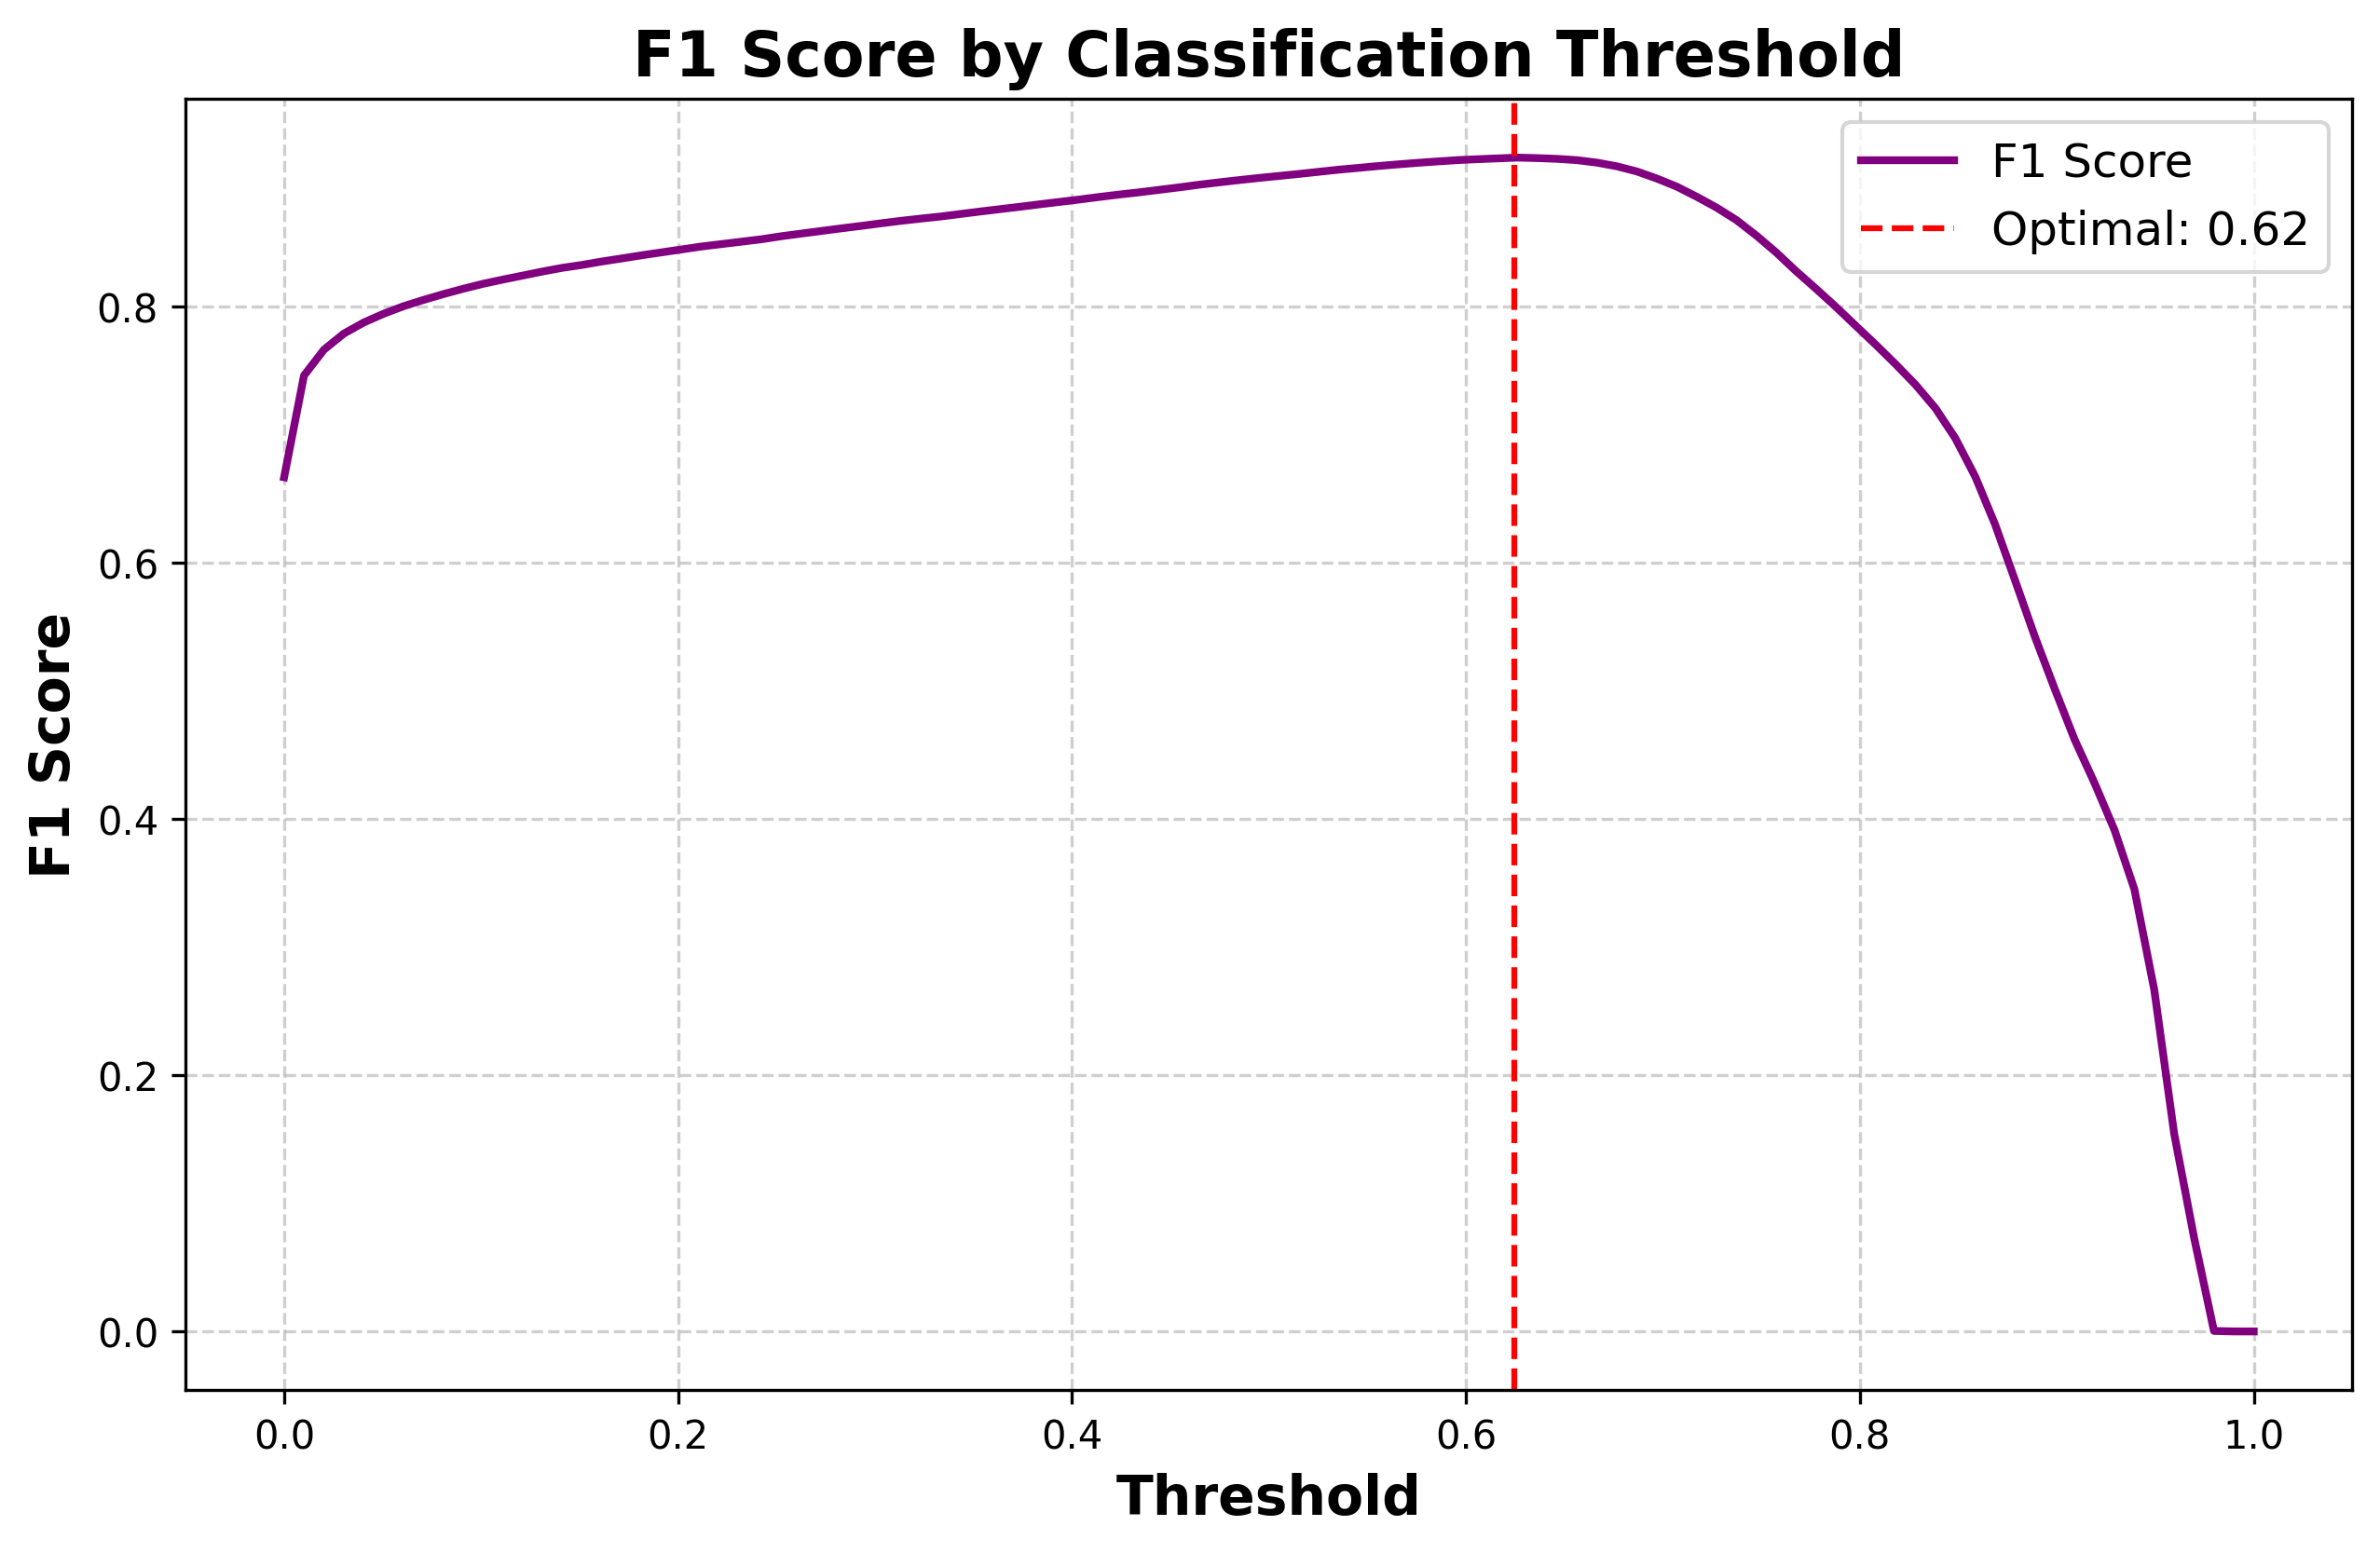 F1 Score by Classification Threshold
F1 Score
Optimal: 0.62
F1 Score
0.8
0.6
0.4
0.2
0.0
0.0 0.2 0.4 0.6 0.8 1.0
Threshold